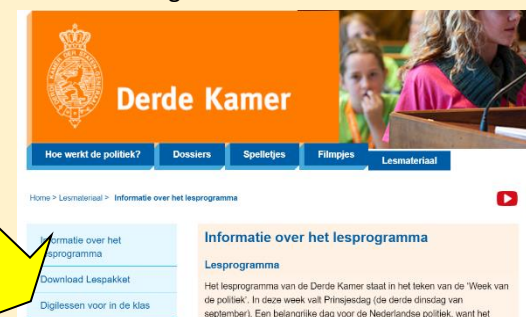 Derde Kamer
Hoe werkt de politiek? Dossiers Spelletjes Filmpjes Lesmateriaal
Home > Lesmateriaal > Informatie over het lesprogramma
Informatie over het
lesprogramma
Download Lespakket
Digilessen voor in de klas
Informatie over het lesprogramma
Lesprogramma
Het lesprogramma van de Derde Kamer staat in het teken van de 'Week van
de politiek'. In deze week valt Prinsjesdag (de derde dinsdag van
september). Een belangrijke dag voor de Nederlandse politiek, want het